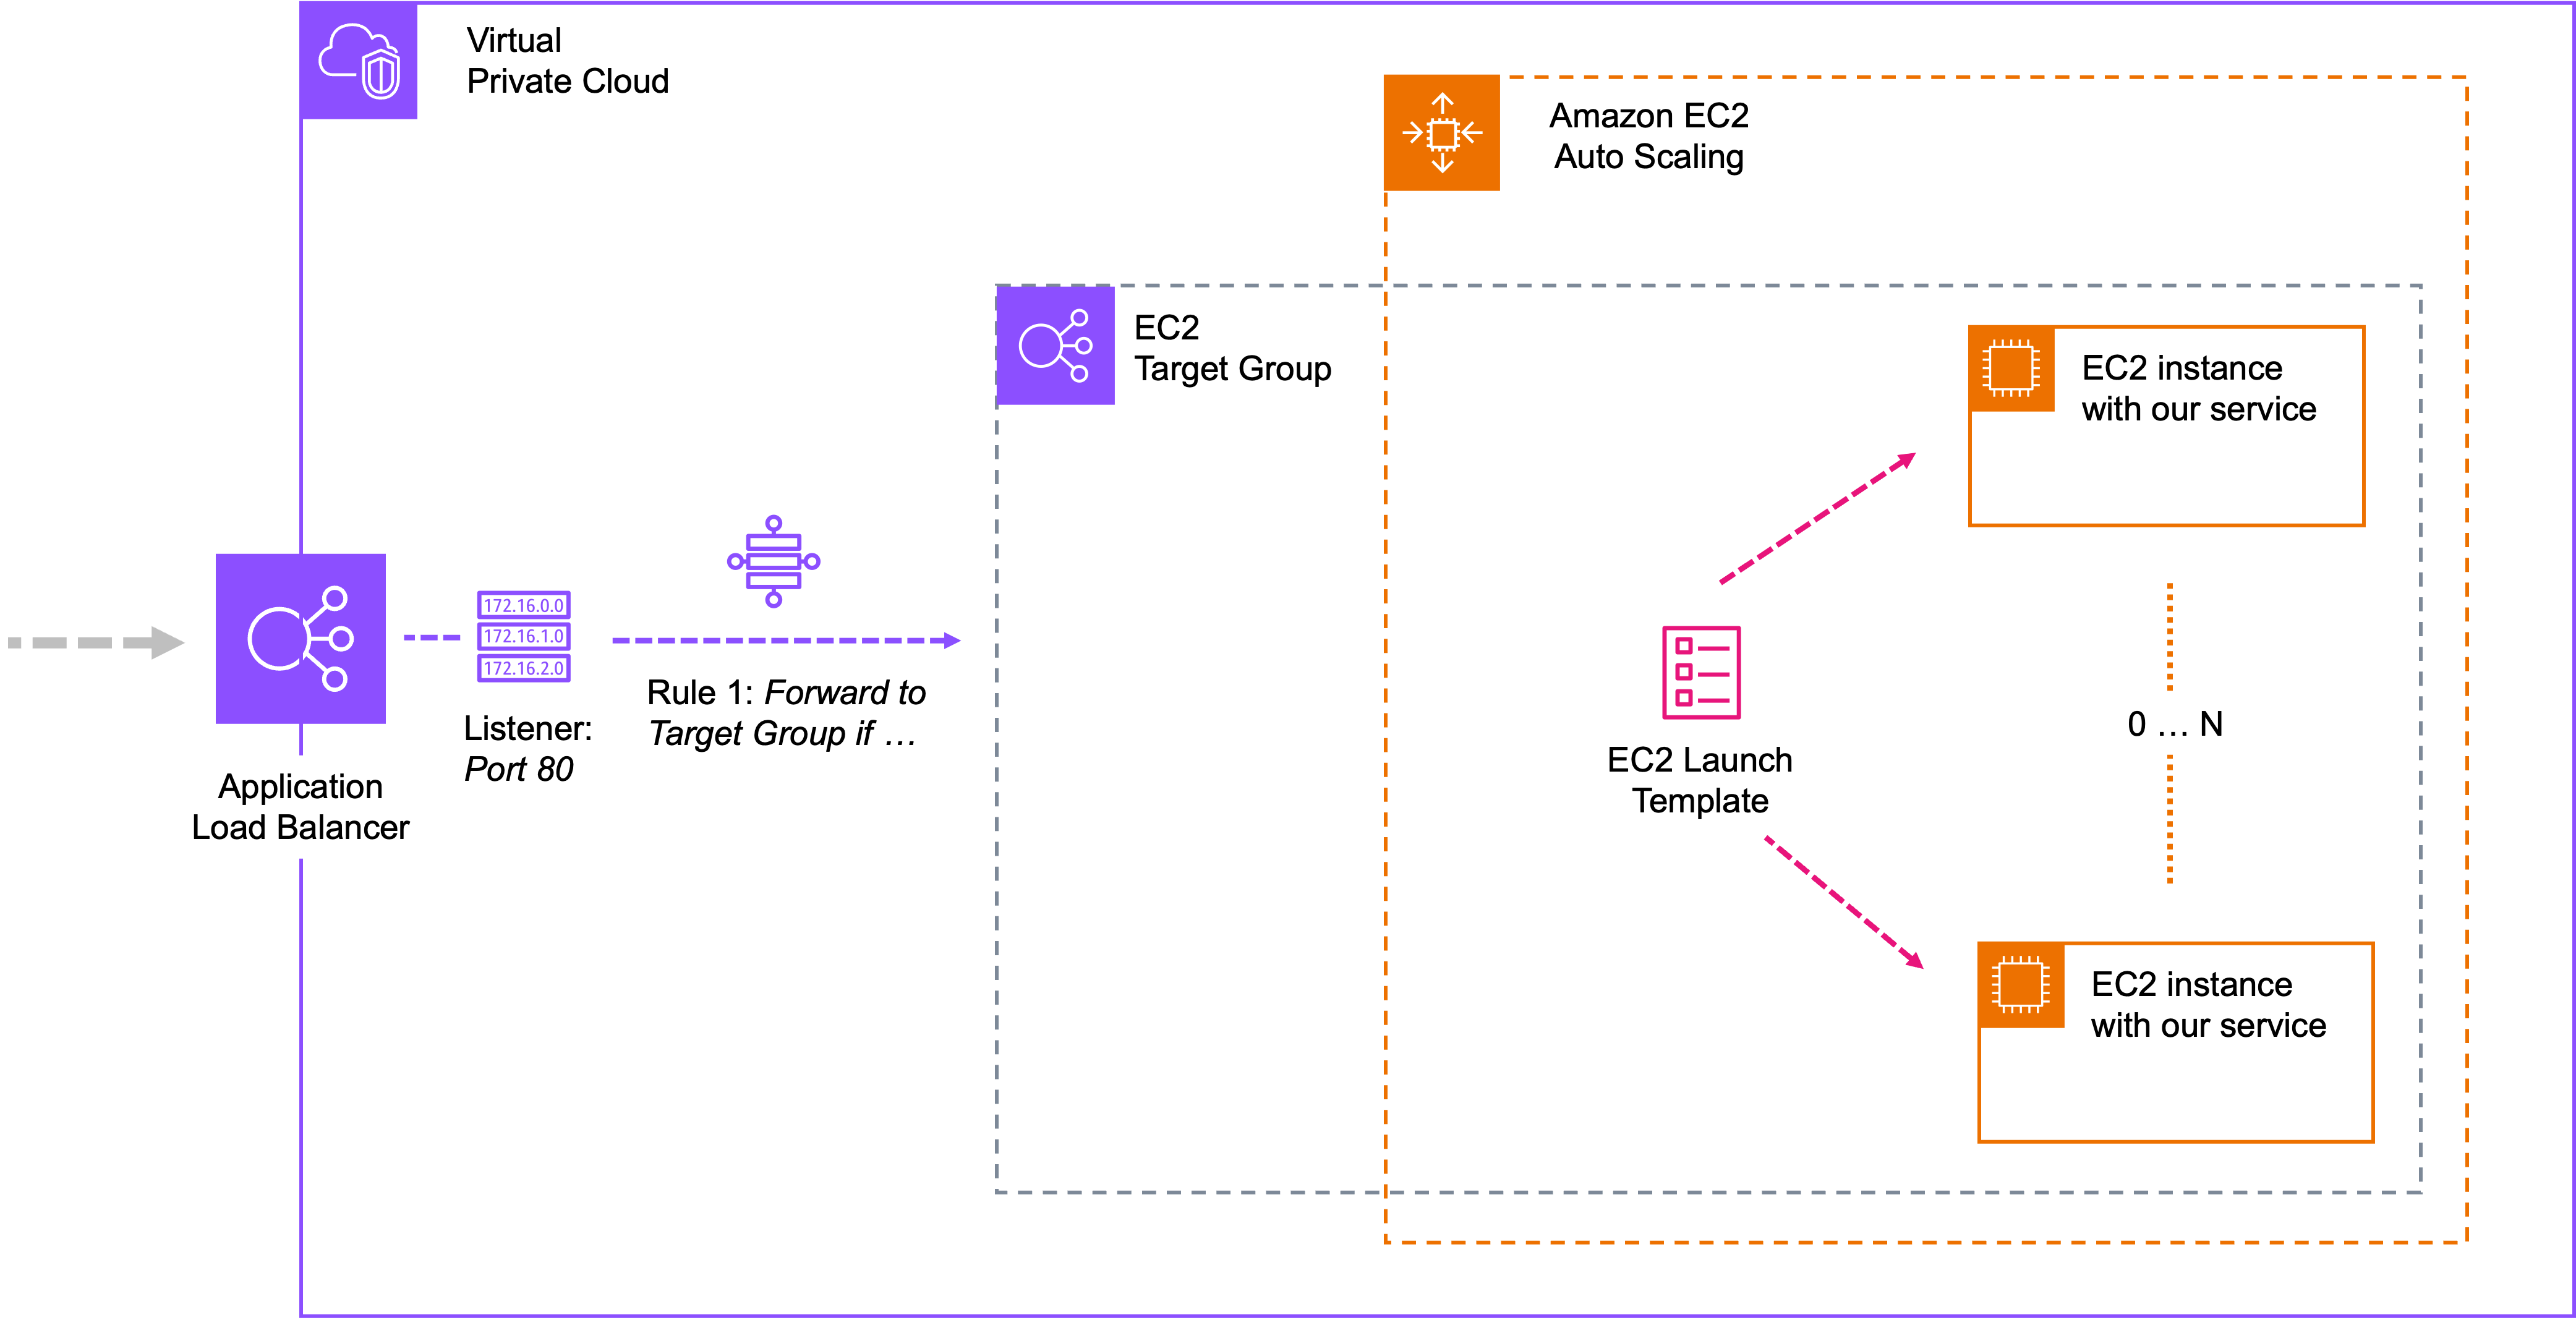 Virtual
Private Cloud
Amazon EC2
Auto Scaling
EC2
Target Group
EC2 instance
with our service
172.16.0.0
172.16.1.0
172.16.2.0
Listener:
Port 80
Rule 1: Forward to
Target Group if …
Application
Load Balancer
EC2 Launch
Template
0 … N
EC2 instance
with our service